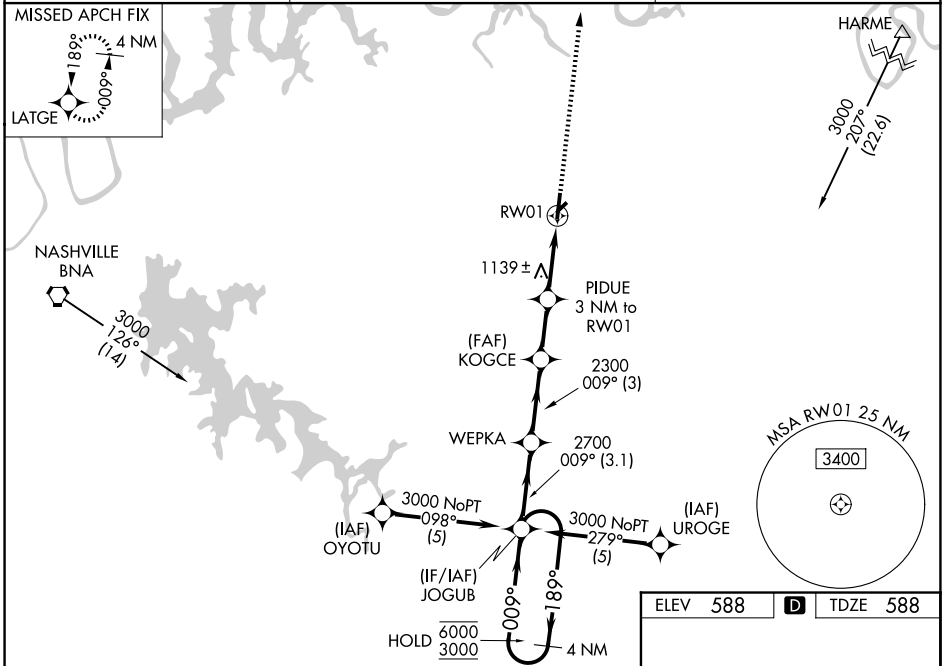 MISSED APCH FIX
4 NM
189°
009°
LATGE
HARME
3000
207°
(22.6)
RW01
NASHVILLE
BNA
3000
126°
(14)
1139 ±
PIDUE
3 NM to
RW01
(FAF)
KOGCE
2300
009° (3)
WEPKA
2700
009° (3.1)
MSA RW01 25 NM
3400
3000 NoPT
098°
(5)
(IAF)
OYOTU
3000 NoPT
279°
(5)
(IAF)
UROGE
(IF/IAF)
JOGUB
009°
189°
HOLD 6000
3000
4 NM
ELEV 588 D TDZE 588